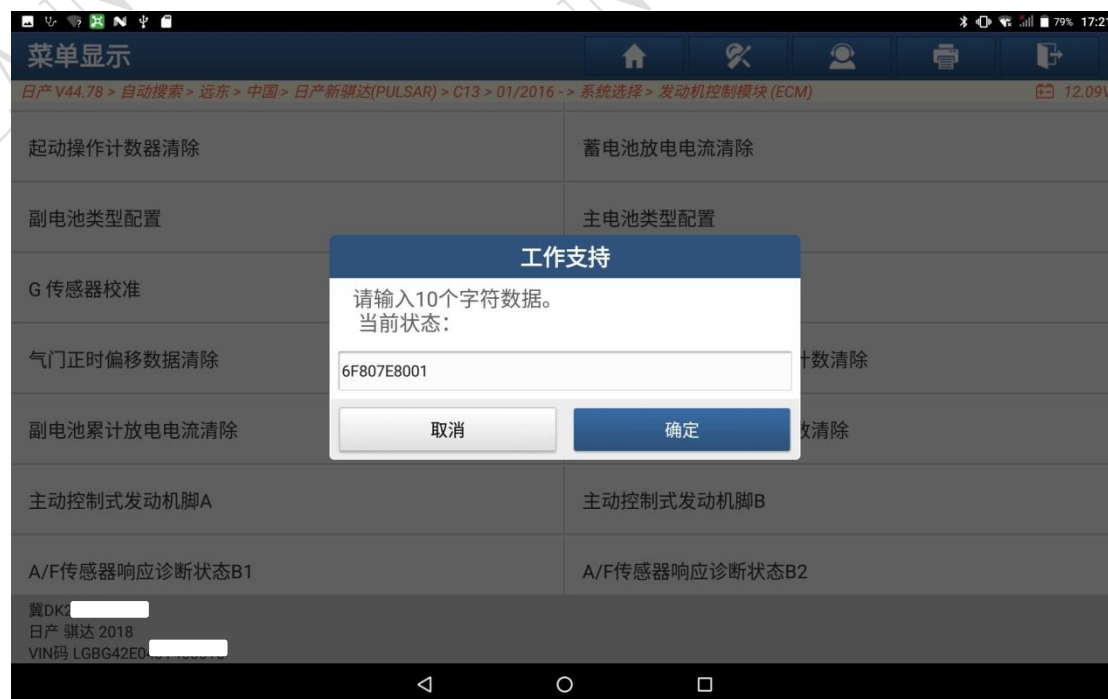 79% 17:21
菜单显示
日产 V44.78 > 自动搜索 > 远东 > 中国 > 日产新骐达(PULSAR) > C13 > 01/2016 - > 系统选择 > 发动机控制模块 (ECM)
12.09V
起动操作计数器清除
蓄电池放电电流清除
副电池类型配置
主电池类型配置
工作支持
G 传感器校准
请输入10个字符数据。
当前状态：
气门正时偏移数据清除
计数清除
6F807E8001
副电池累计放电电流清除
取消
确定
数清除
主动控制式发动机脚A
主动控制式发动机脚B
A/F传感器响应诊断状态B1
A/F传感器响应诊断状态B2
冀DK2
日产 骐达 2018
VIN码 LGBG42E0